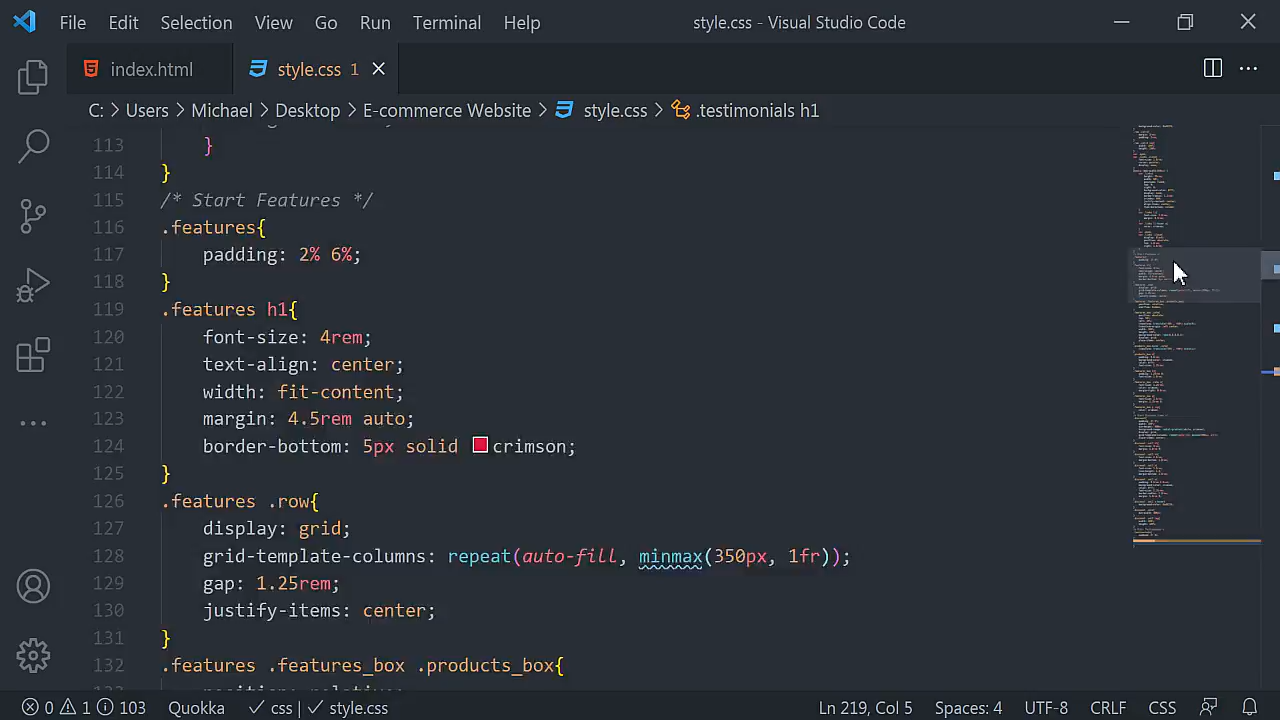 File Edit Selection View Go Run Terminal Help style.css - Visual Studio Code
index.html style.css 1
C: > Users > Michael > Desktop > E-commerce Website > style.css > .testimonials h1
113 }
114 }
115 /* Start Features */
116 .features{
117 padding: 2% 6%;
118 }
119 .features h1{
120 font-size: 4rem;
121 text-align: center;
122 width: fit-content;
123 margin: 4.5rem auto;
124 border-bottom: 5px soli crimson;
125 }
126 .features .row{
127 display: grid;
128 grid-template-columns: repeat(auto-fill, minmax(350px, 1fr));
129 gap: 1.25rem;
130 justify-items: center;
131 }
132 .features .features_box .products_box{
0 1 103 Quokka css | style.css Ln 219, Col 5 Spaces: 4 UTF-8 CRLF CSS